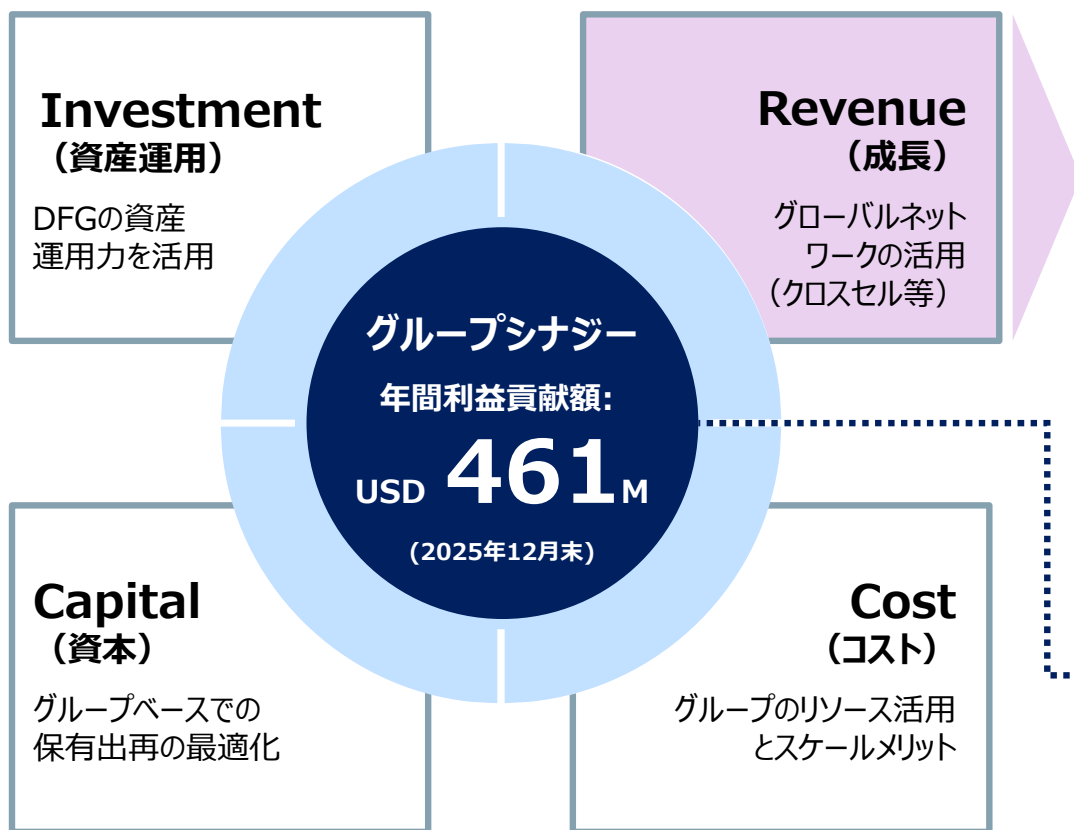 Investment
（資産運用）
DFGの資産
運用力を活用
Revenue
（成長）
グローバルネット
ワークの活用
（クロスセル等）
グループシナジー
年間利益貢献額:
USD 461M
(2025年12月末)
Capital
（資本）
グループベースでの
保有出再の最適化
Cost
（コスト）
グループのリソース活用
とスケールメリット